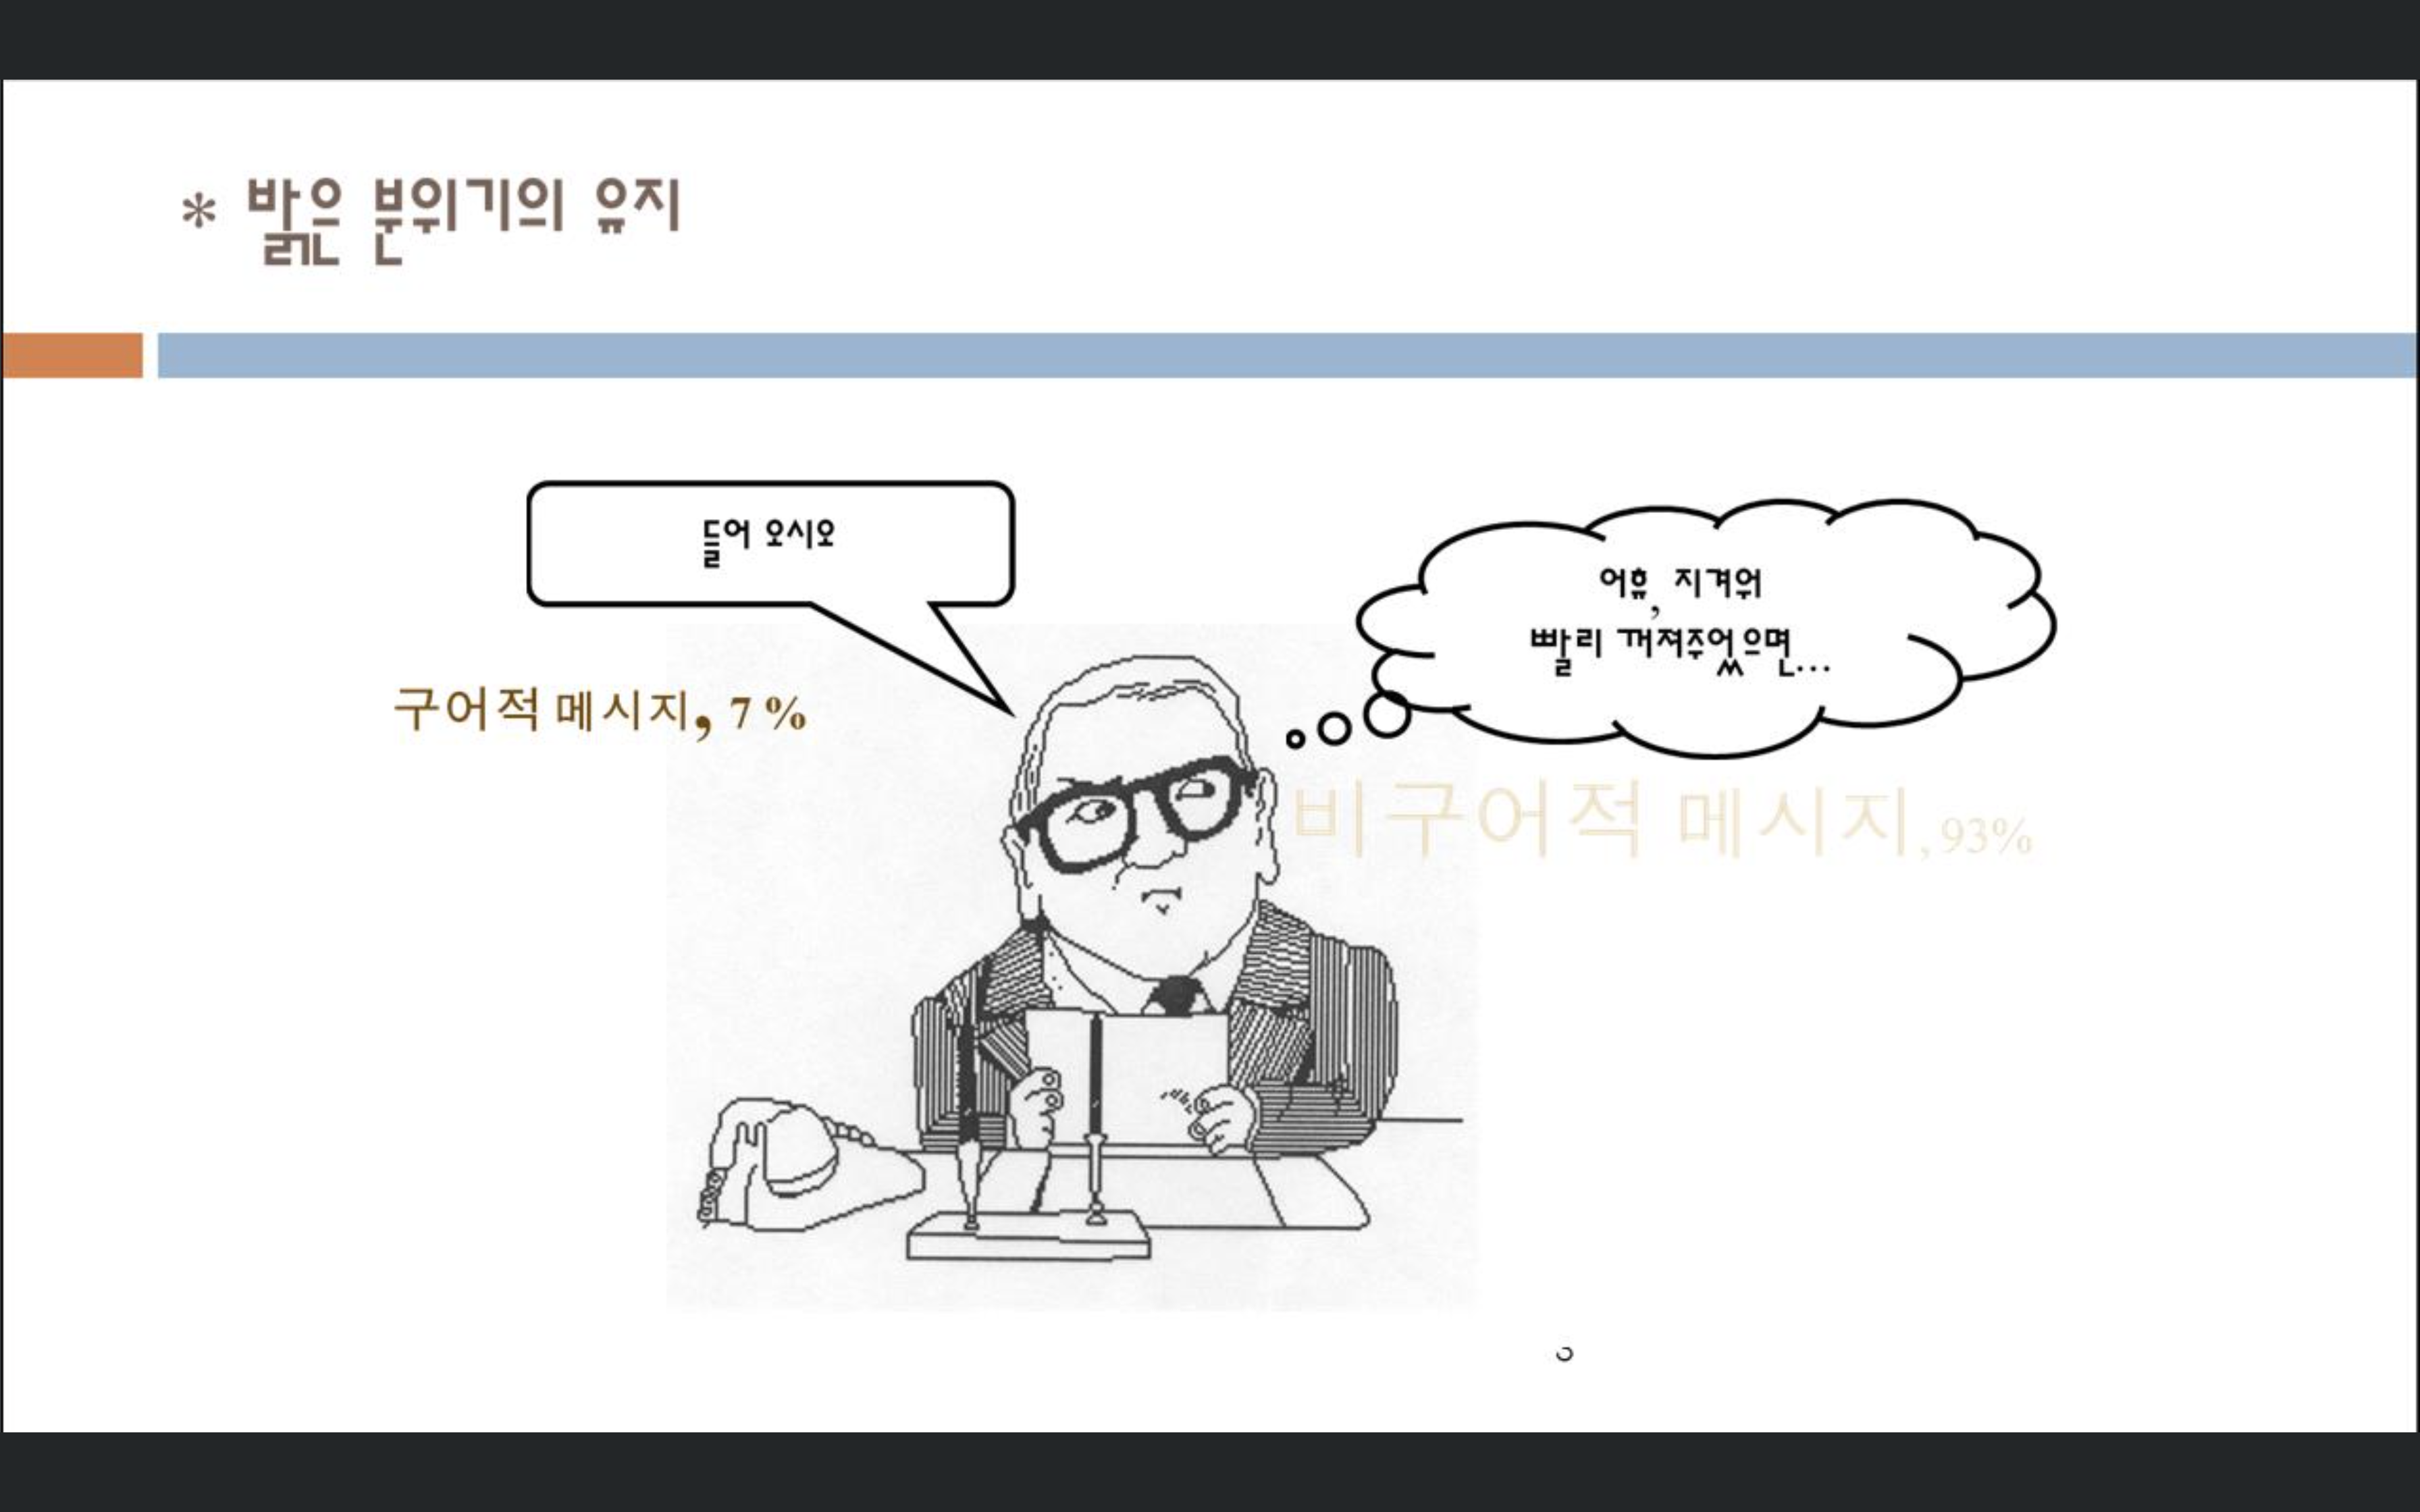 * 밝은 분위기의 유지
들어 오시오
어휴, 지겨워
빨리 꺼져주었으면...
구어적 메시지, 7 %
비구어적 메시지, 93%